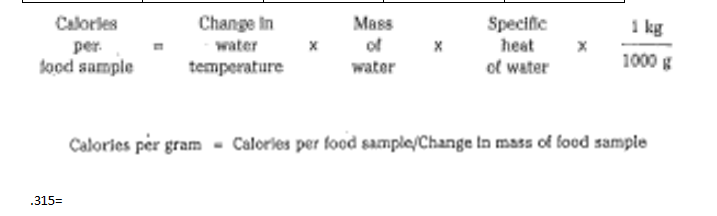 Calories Change in Mass Specific 1 kg
per = water x of x heat x
food sample temperature water of water 1000 g
Calories per gram = Calories per food sample/Change in mass of food sample
.315=